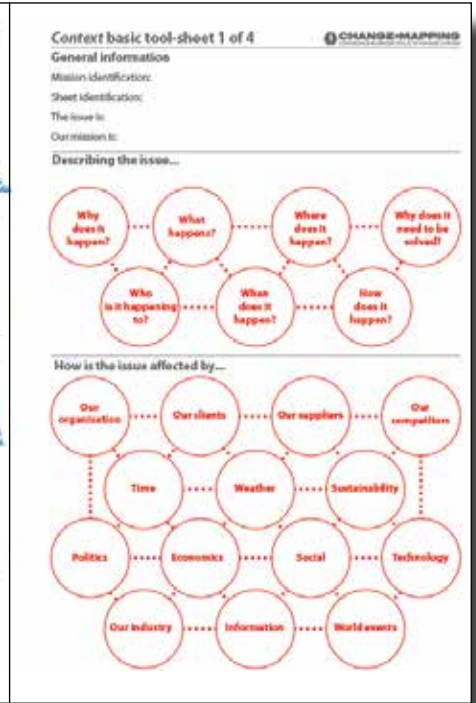 Context basic tool-sheet 1 of 4
CHANGE-MAPPING
General information
Mission identification:
Sheet identification:
The issue is:
Our mission is:
Describing the issue...
Why
does it
happen?
What
happens?
Where
does it
happen?
Why does it
need to be
solved?
Who
is it happening
to?
When
does it
happen?
How
does it
happen?
How is the issue affected by...
Our
organisation
Our clients
Our suppliers
Our
competitors
Time
Weather
Sustainability
Politics
Economics
Social
Technology
Our Industry
Information
World events